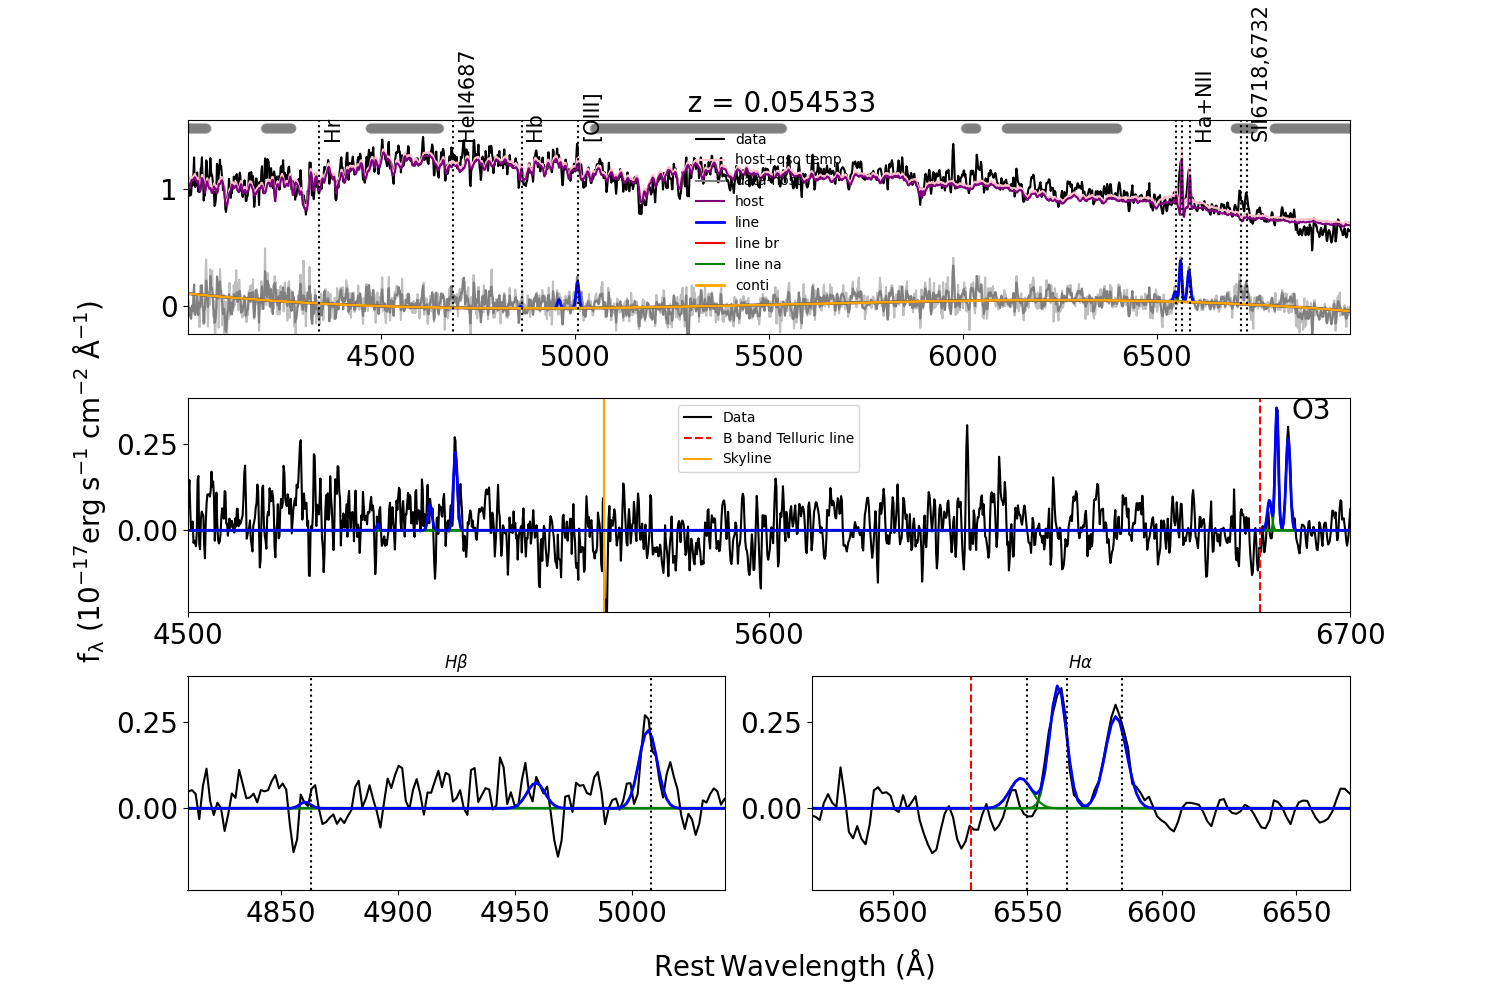 z = 0.054533
Hr
HeII4687
Hb
[OIII]
Ha+NII
SII6718,6732
data
host+qso temp
host
line
line br
line na
conti
1
0
4500 5000 5500 6000 6500
f_λ (10^{-17}erg s^{-1} cm^{-2} Å^{-1})
O3
Data
B band Telluric line
Skyline
0.25
0.00
4500 5600 6700
Hβ
0.25
0.00
4850 4900 4950 5000
Hα
0.25
0.00
6500 6550 6600 6650
Rest Wavelength (Å)